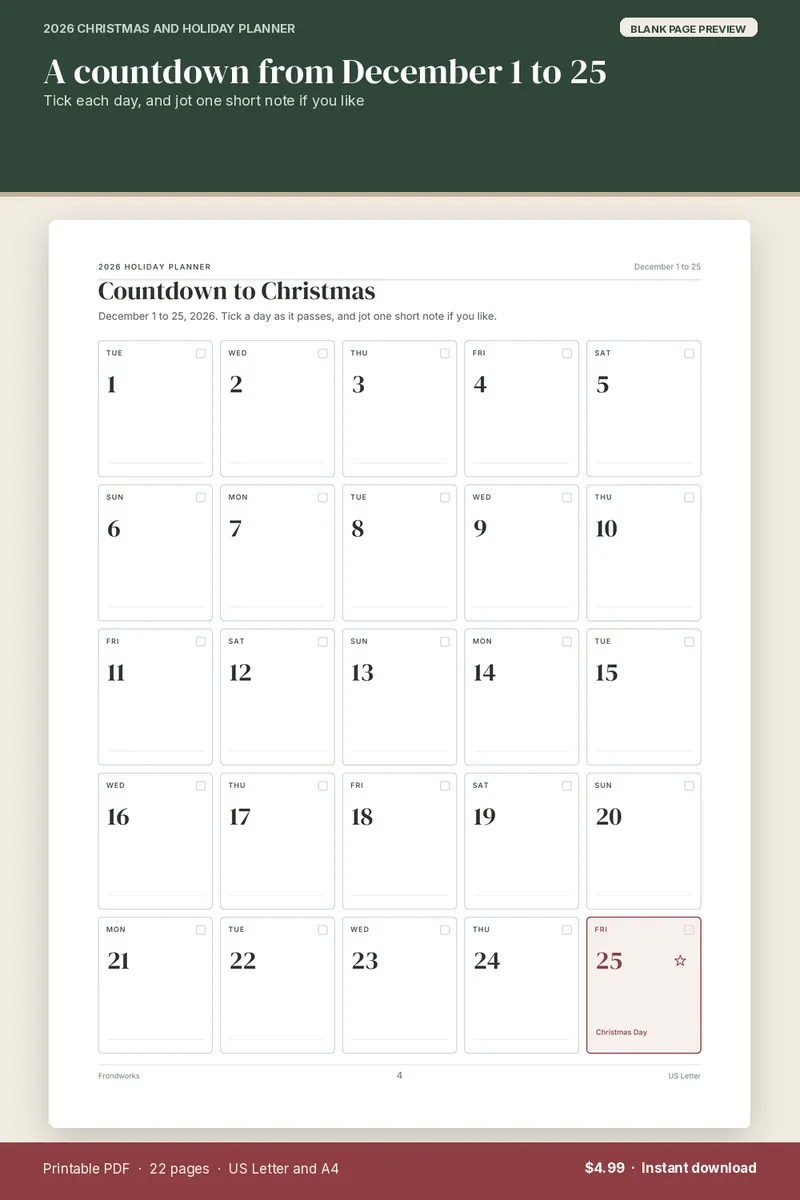 2026 CHRISTMAS AND HOLIDAY PLANNER
BLANK PAGE PREVIEW
A countdown from December 1 to 25
Tick each day, and jot one short note if you like
2026 HOLIDAY PLANNER
December 1 to 25
Countdown to Christmas
December 1 to 25, 2026. Tick a day as it passes, and jot one short note if you like.
TUE WED THU FRI SAT
1 2 3 4 5
SUN MON TUE WED THU
6 7 8 9 10
FRI SAT SUN MON TUE
11 12 13 14 15
WED THU FRI SAT SUN
16 17 18 19 20
MON TUE WED THU FRI
21 22 23 24 25
Christmas Day
Frondworks 4 US Letter
Printable PDF · 22 pages · US Letter and A4
$4.99 · Instant download